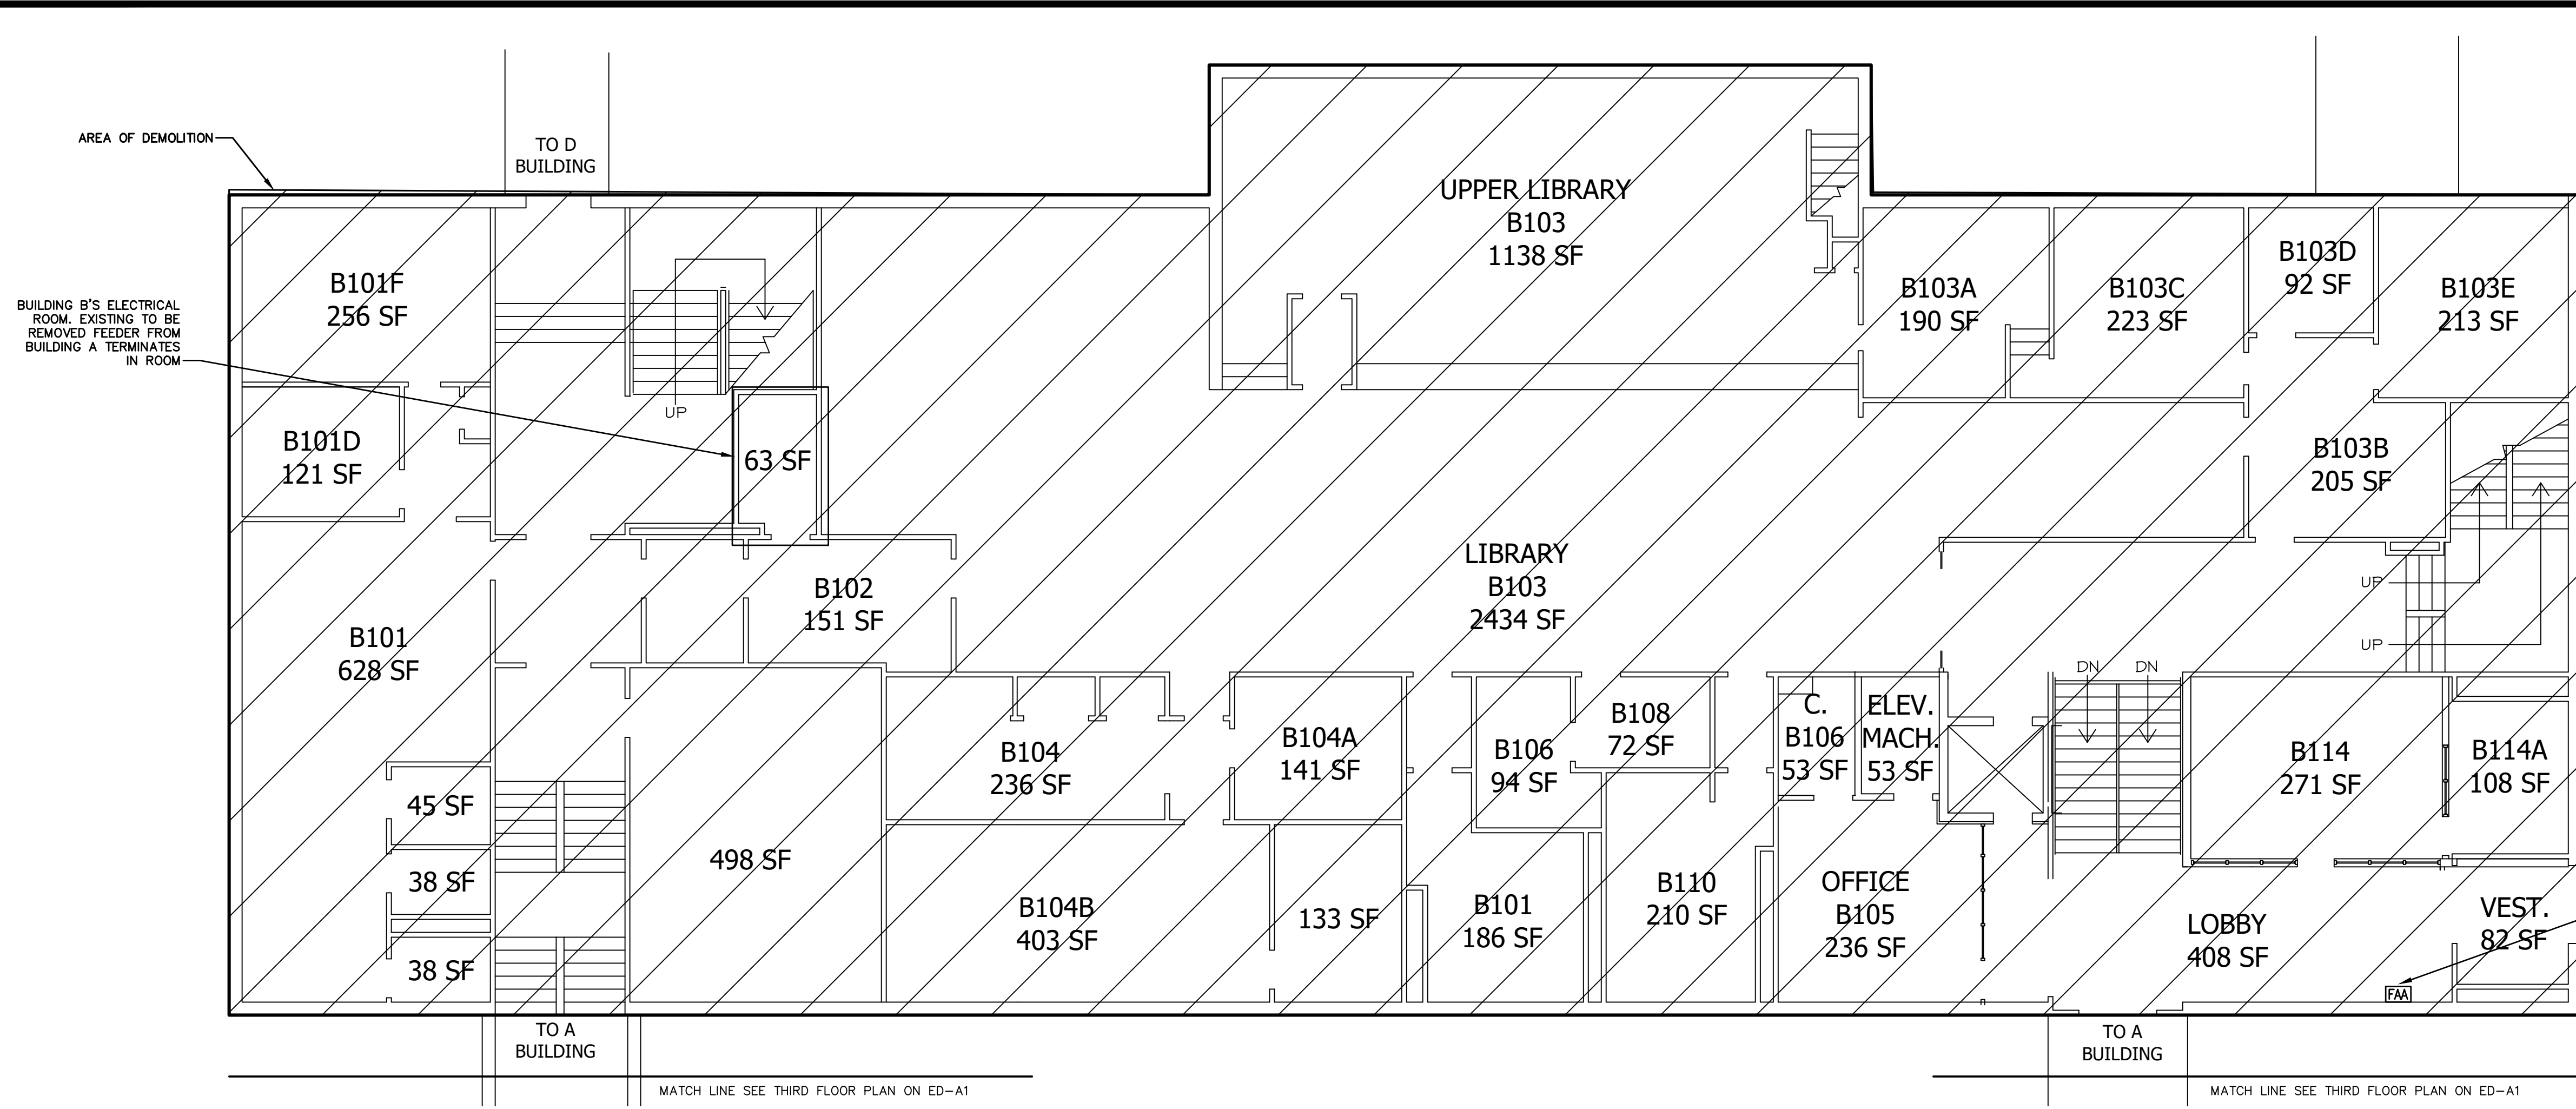 AREA OF DEMOLITION
TO D
BUILDING
BUILDING B'S ELECTRICAL
ROOM. EXISTING TO BE
REMOVED FEEDER FROM
BUILDING A TERMINATES
IN ROOM
B101F
256 SF
UP
B101D
121 SF
63 SF
UPPER LIBRARY
B103
1138 SF
B103A
190 SF
B103C
223 SF
B103D
92 SF
B103E
213 SF
B103B
205 SF
UP
UP
B101
628 SF
B102
151 SF
LIBRARY
B103
2434 SF
45 SF
38 SF
38 SF
498 SF
B104
236 SF
B104A
141 SF
B106
94 SF
B108
72 SF
C.
B106
53 SF
ELEV.
MACH.
53 SF
DN
DN
B114
271 SF
B114A
108 SF
B104B
403 SF
133 SF
B101
186 SF
B110
210 SF
OFFICE
B105
236 SF
LOBBY
408 SF
VEST.
82 SF
FAA
TO A
BUILDING
TO A
BUILDING
MATCH LINE SEE THIRD FLOOR PLAN ON ED-A1
MATCH LINE SEE THIRD FLOOR PLAN ON ED-A1